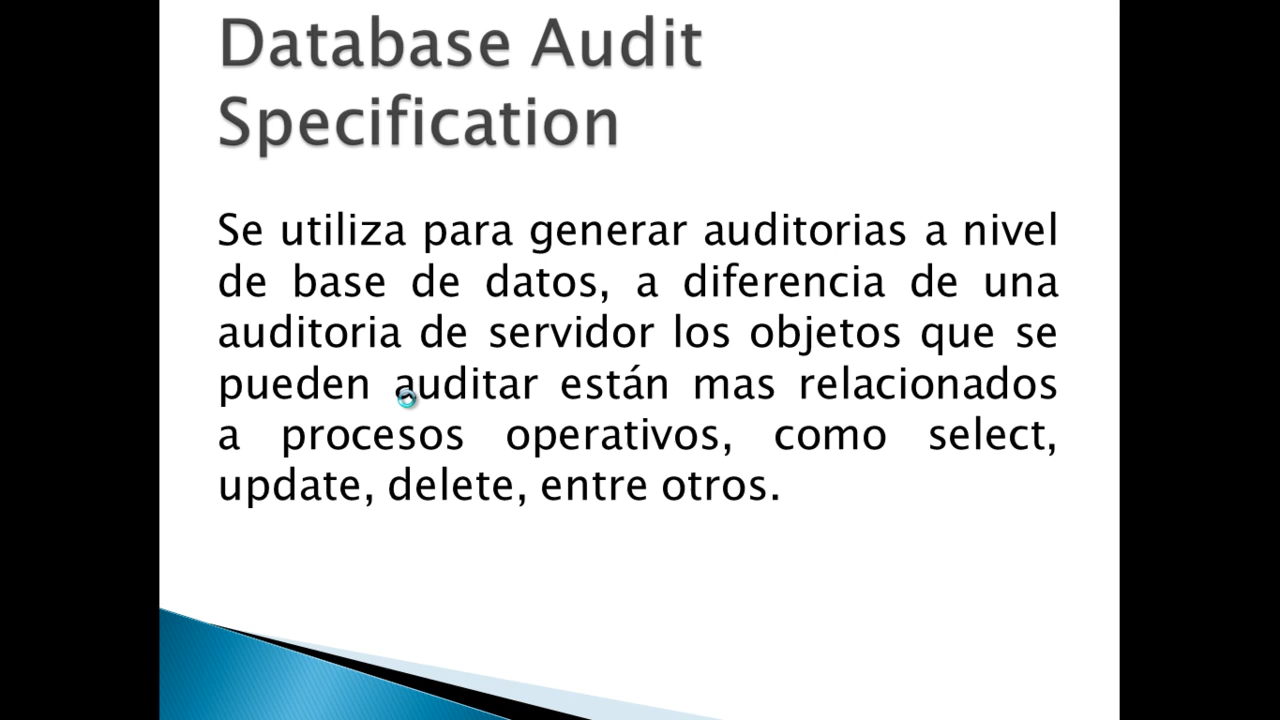 Database Audit
Specification
Se utiliza para generar auditorias a nivel
de base de datos, a diferencia de una
auditoria de servidor los objetos que se
pueden auditar están mas relacionados
a procesos operativos, como select,
update, delete, entre otros.